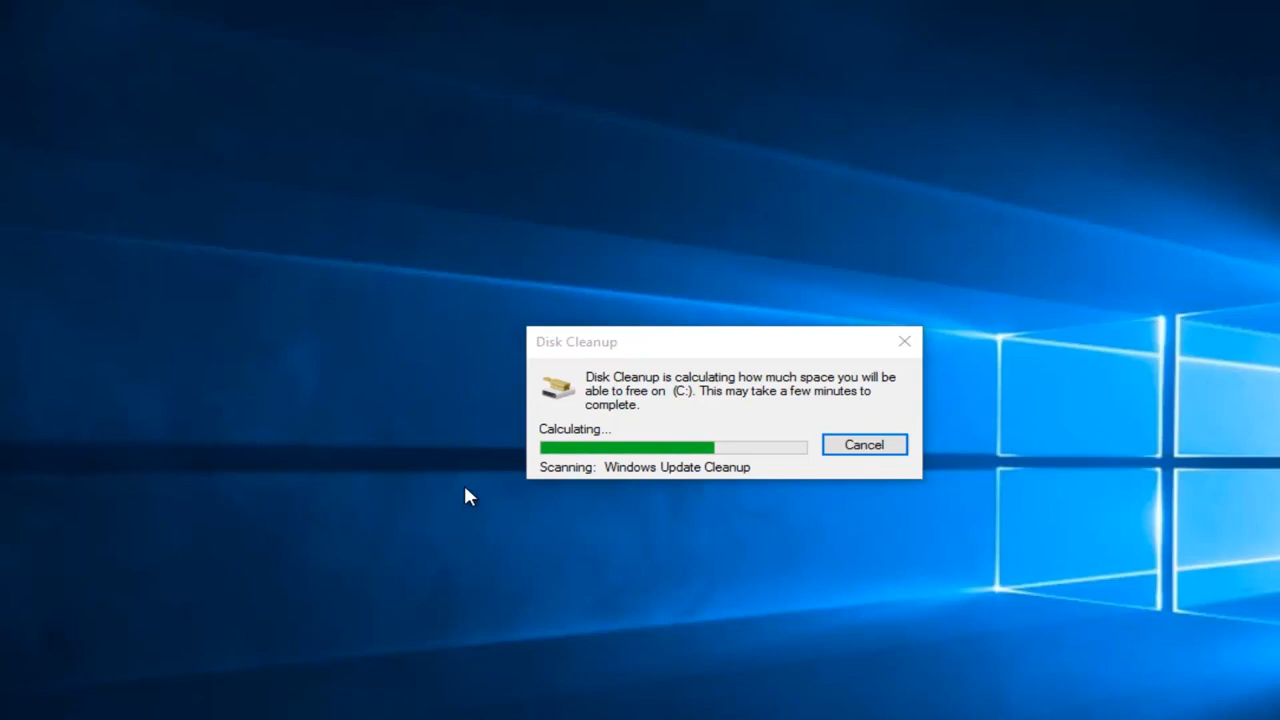 Disk Cleanup
Disk Cleanup is calculating how much space you will be
able to free on  (C:). This may take a few minutes to
complete.
Calculating...
Cancel
Scanning:  Windows Update Cleanup